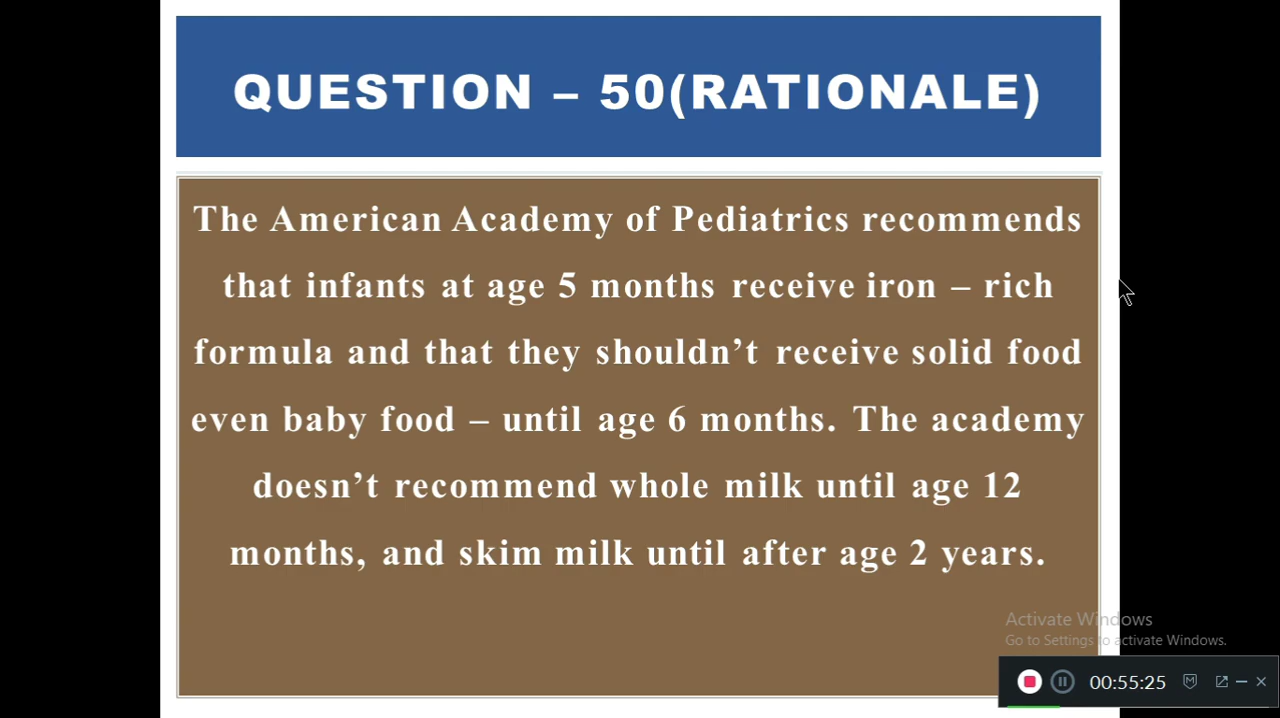 QUESTION – 50(RATIONALE)
The American Academy of Pediatrics recommends
that infants at age 5 months receive iron – rich
formula and that they shouldn’t receive solid food
even baby food – until age 6 months. The academy
doesn’t recommend whole milk until age 12
months, and skim milk until after age 2 years.
Activate Windows
Go to Settings to activate Windows.
00:55:25